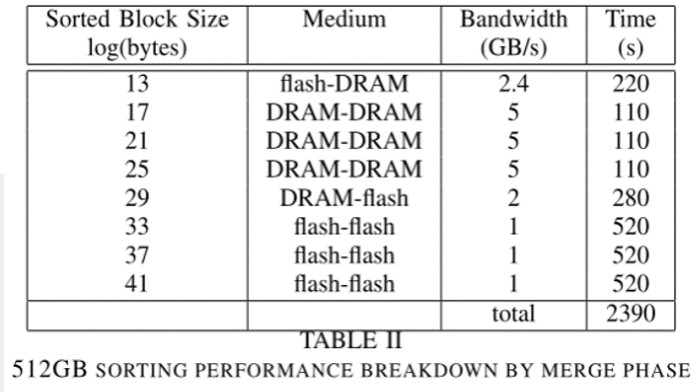 Sorted Block Size Medium Bandwidth Time
log(bytes) (GB/s) (s)
13 flash-DRAM 2.4 220
17 DRAM-DRAM 5 110
21 DRAM-DRAM 5 110
25 DRAM-DRAM 5 110
29 DRAM-flash 2 280
33 flash-flash 1 520
37 flash-flash 1 520
41 flash-flash 1 520
total 2390
TABLE II
512GB SORTING PERFORMANCE BREAKDOWN BY MERGE PHASE